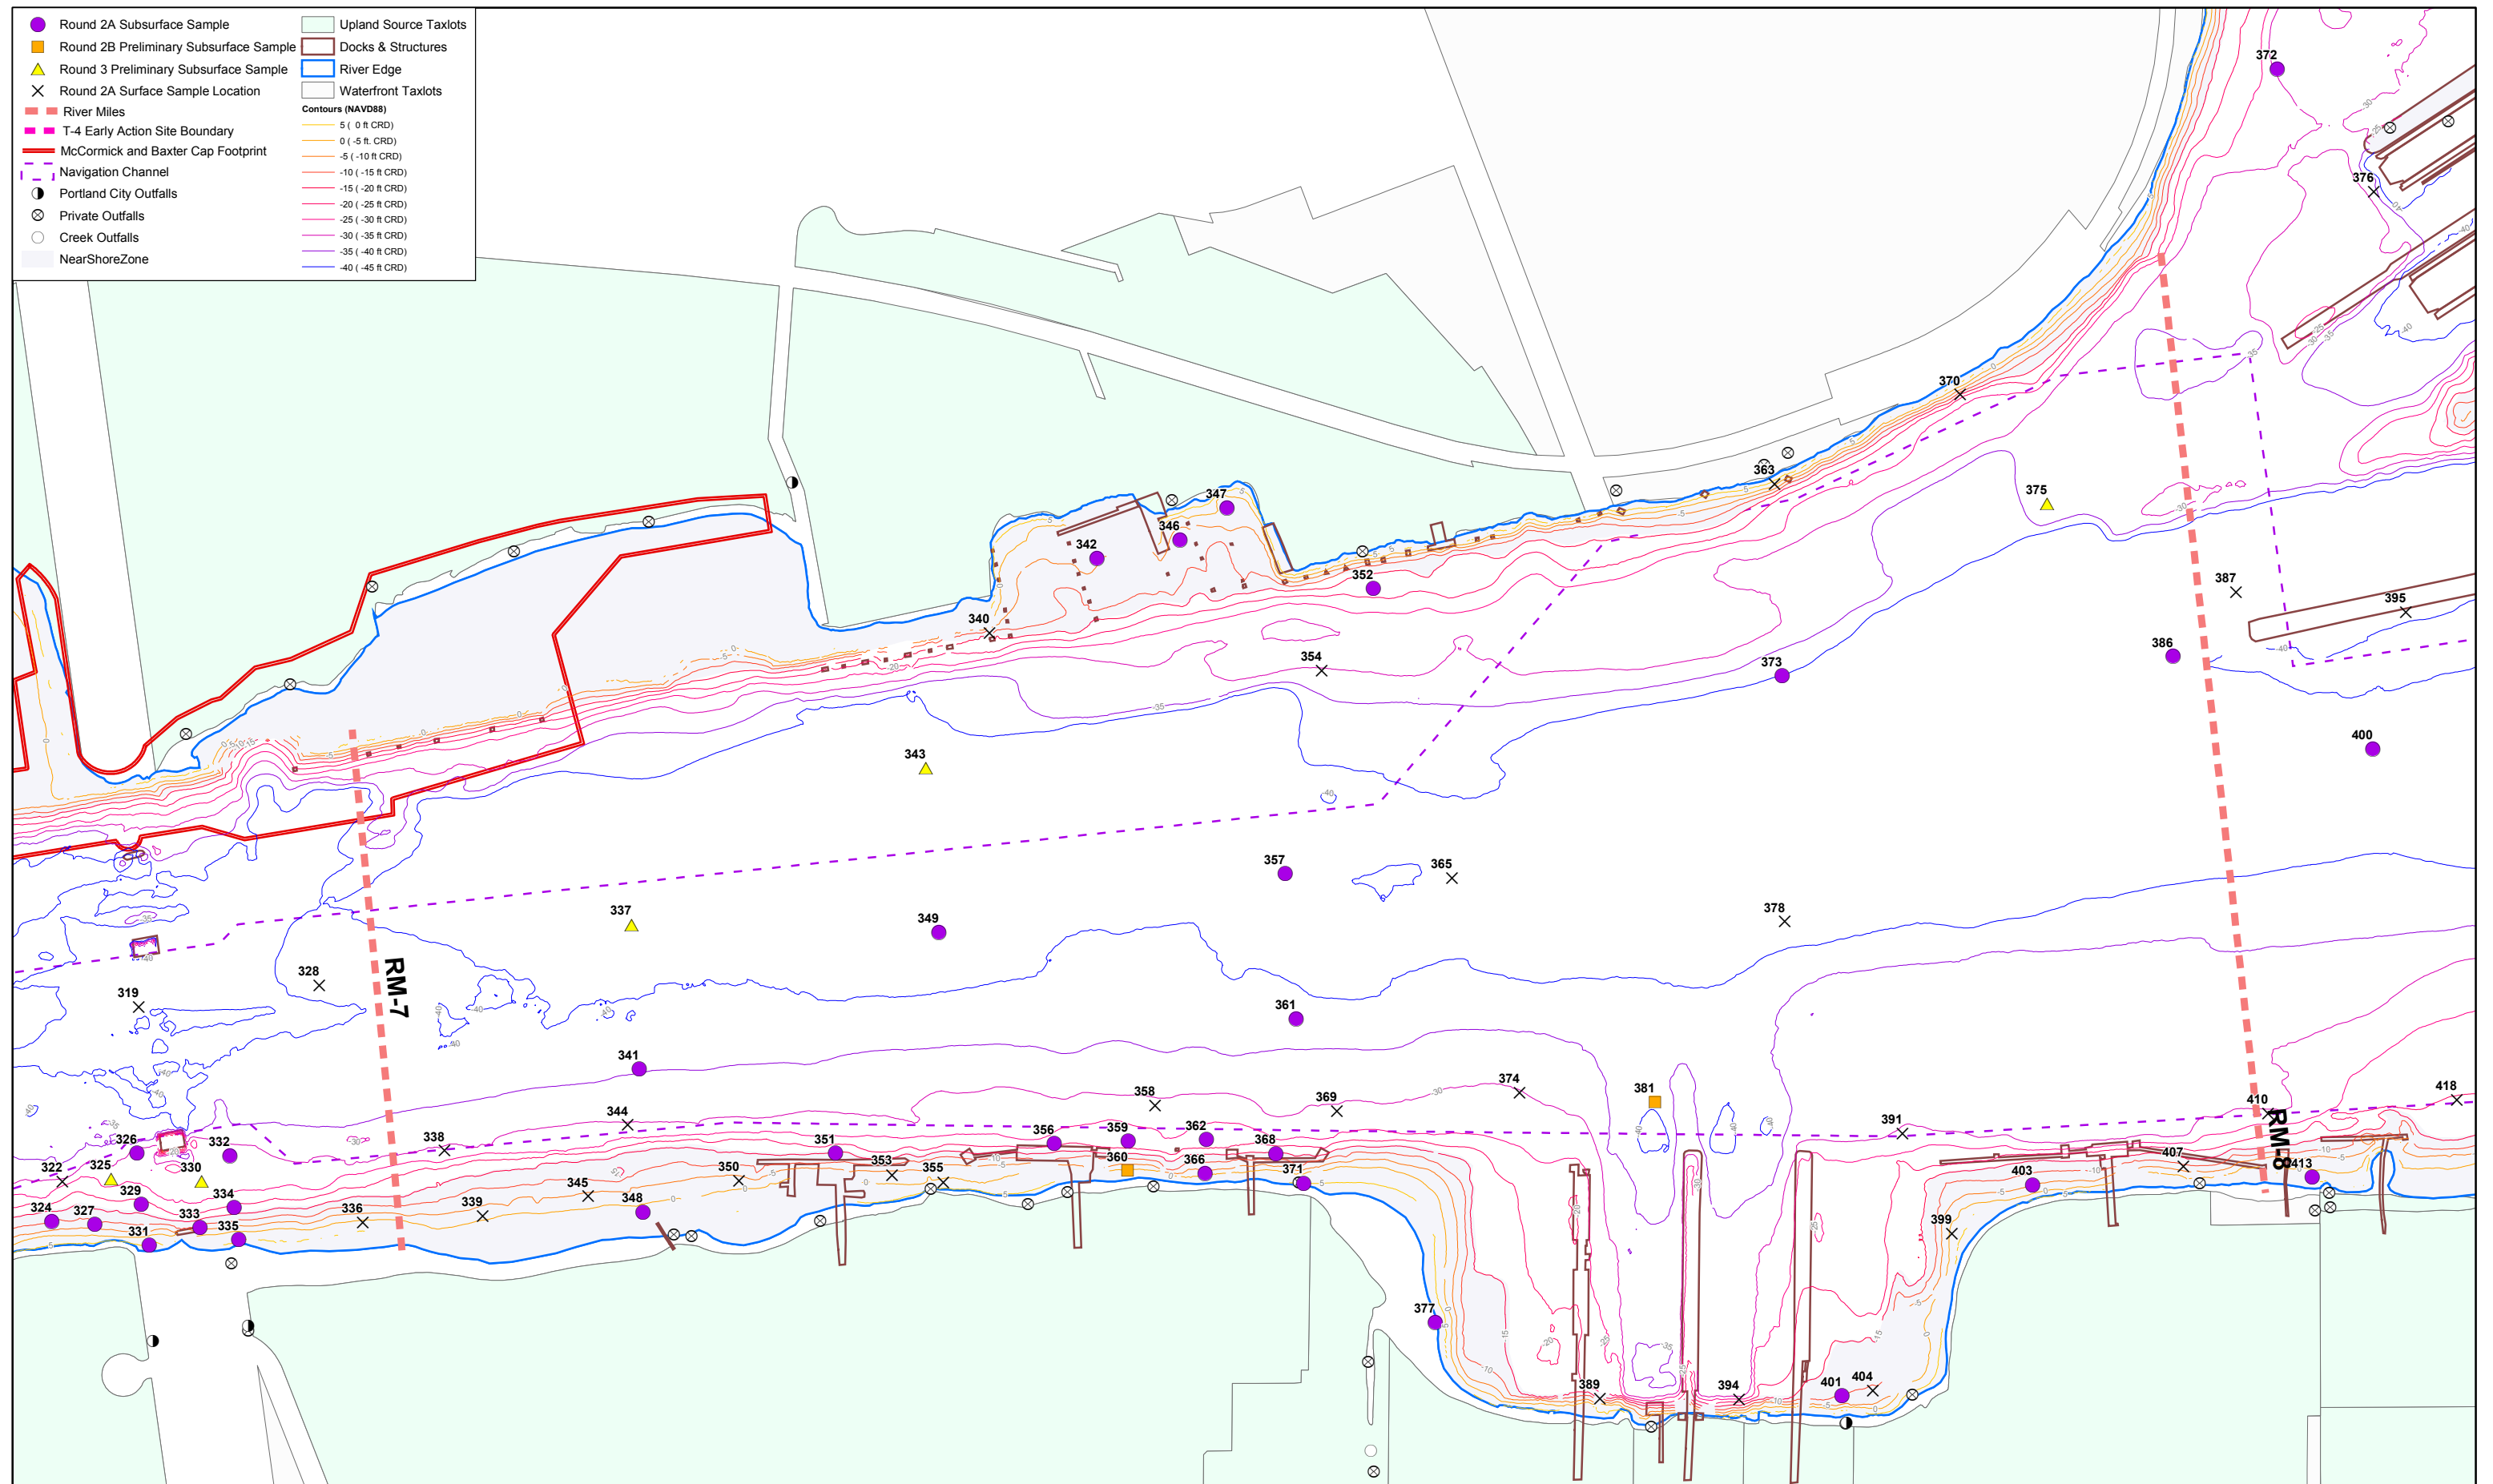 Round 2A Subsurface Sample
Round 2B Preliminary Subsurface Sample
Round 3 Preliminary Subsurface Sample
Round 2A Surface Sample Location
River Miles
T-4 Early Action Site Boundary
McCormick and Baxter Cap Footprint
Navigation Channel
Portland City Outfalls
Private Outfalls
Creek Outfalls
NearShoreZone
Upland Source Taxlots
Docks & Structures
River Edge
Waterfront Taxlots
Contours (NAVD88)
5 ( 0 ft CRD)
0 ( -5 ft. CRD)
-5 ( -10 ft CRD)
-10 ( -15 ft CRD)
-15 ( -20 ft CRD)
-20 ( -25 ft CRD)
-25 ( -30 ft CRD)
-30 ( -35 ft CRD)
-35 ( -40 ft CRD)
-40 ( -45 ft CRD)
372
376
370
363
375
347
346
342
352
387
395
340
354
373
386
400
343
357
365
378
337
349
328
319
RM-7
361
341
358
369
374
381
344
338
391
410
418
RM-8
326
332
322
325
330
351
356
359
362
368
360
366
371
350
353
355
345
348
339
336
329
334
324
327
333
335
331
403
407
413
399
377
389
394
401
404